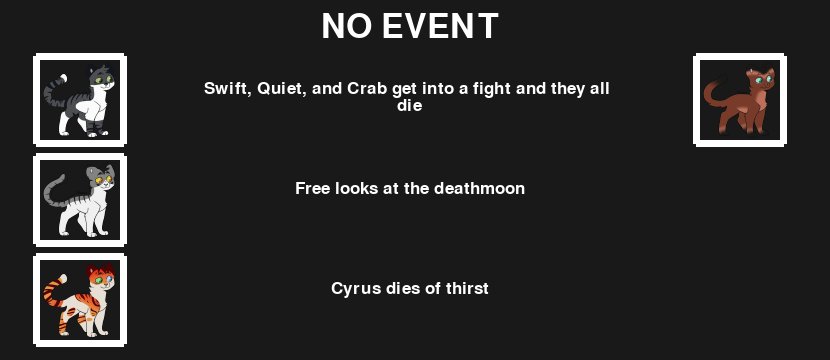 NO EVENT
Swift, Quiet, and Crab get into a fight and they all
die
Free looks at the deathmoon
Cyrus dies of thirst